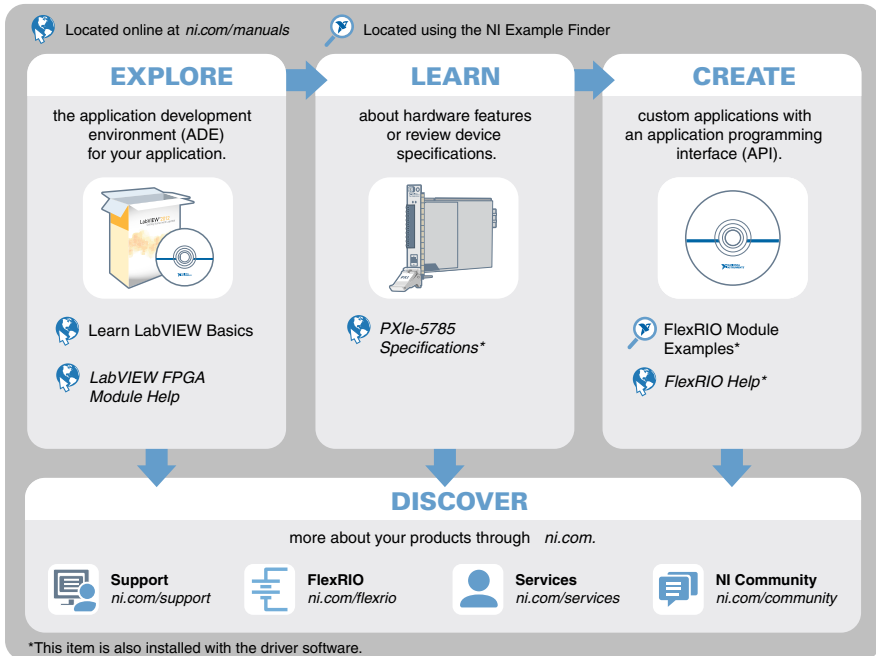 Located online at ni.com/manuals
Located using the NI Example Finder
EXPLORE
the application development
environment (ADE)
for your application.
LabVIEW
Learn LabVIEW Basics
LabVIEW FPGA
Module Help
LEARN
about hardware features
or review device
specifications.
PXIe-5785
Specifications*
CREATE
custom applications with
an application programming
interface (API).
NATIONAL
INSTRUMENTS
FlexRIO Module
Examples*
FlexRIO Help*
DISCOVER
more about your products through ni.com.
Support
ni.com/support
FlexRIO
ni.com/flexrio
Services
ni.com/services
NI Community
ni.com/community
*This item is also installed with the driver software.